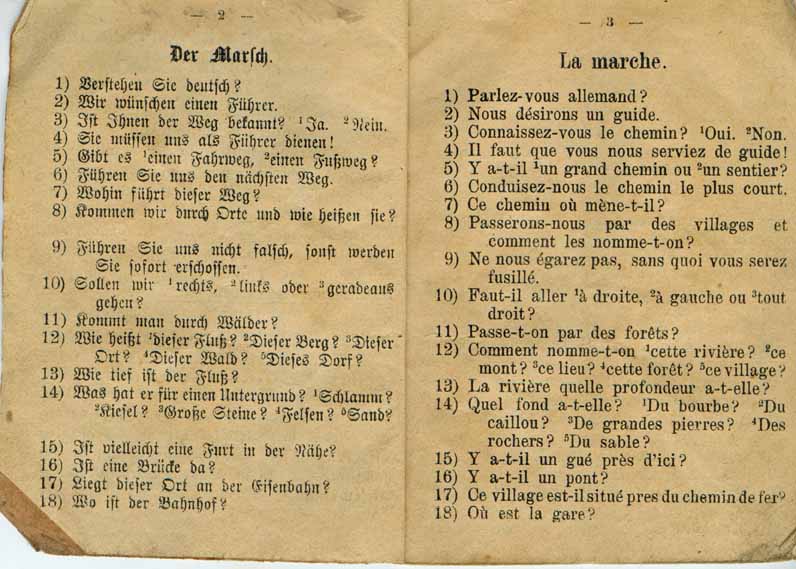 — 2 —
Der Marſch.
1) Verſtehen Sie deutſch?
2) Wir wünſchen einen Führer.
3) Iſt Ihnen der Weg bekannt? ¹Ja. ²Nein.
4) Sie müſſen uns als Führer dienen!
5) Gibt es ¹einen Fahrweg, ²einen Fußweg?
6) Führen Sie uns den nächſten Weg.
7) Wohin führt dieſer Weg?
8) Kommen wir durch Orte und wie heißen ſie?
9) Führen Sie uns nicht falſch, ſonſt werden
Sie ſofort erſchoſſen.
10) Sollen wir ¹rechts, ²links oder ³geradeaus
gehen?
11) Kommt man durch Wälder?
12) Wie heißt ¹dieſer Fluß? ²Dieſer Berg? ³Dieſer
Ort? ⁴Dieſer Wald? ⁵Dieſes Dorf?
13) Wie tief iſt der Fluß?
14) Was hat er für einen Untergrund? ¹Schlamm?
²Kieſel? ³Große Steine? ⁴Felſen? ⁵Sand?
15) Iſt vielleicht eine Furt in der Nähe?
16) Iſt eine Brücke da?
17) Liegt dieſer Ort an der Eiſenbahn?
18) Wo iſt der Bahnhof?
— 3 —
La marche.
1) Parlez-vous allemand?
2) Nous désirons un guide.
3) Connaissez-vous le chemin? ¹Oui. ²Non.
4) Il faut que vous nous serviez de guide!
5) Y a-t-il ¹un grand chemin ou ²un sentier?
6) Conduisez-nous le chemin le plus court.
7) Ce chemin où mène-t-il?
8) Passerons-nous par des villages et
comment les nomme-t-on?
9) Ne nous égarez pas, sans quoi vous serez
fusillé.
10) Faut-il aller ¹à droite, ²à gauche ou ³tout
droit?
11) Passe-t-on par des forêts?
12) Comment nomme-t-on ¹cette rivière? ²ce
mont? ³ce lieu? ⁴cette forêt? ⁵ce village?
13) La rivière quelle profondeur a-t-elle?
14) Quel fond a-t-elle? ¹Du bourbe? ²Du
caillou? ³De grandes pierres? ⁴Des
rochers? ⁵Du sable?
15) Y a-t-il un gué près d'ici?
16) Y a-t-il un pont?
17) Ce village est-il situé pres du chemin de fer?
18) Où est la gare?